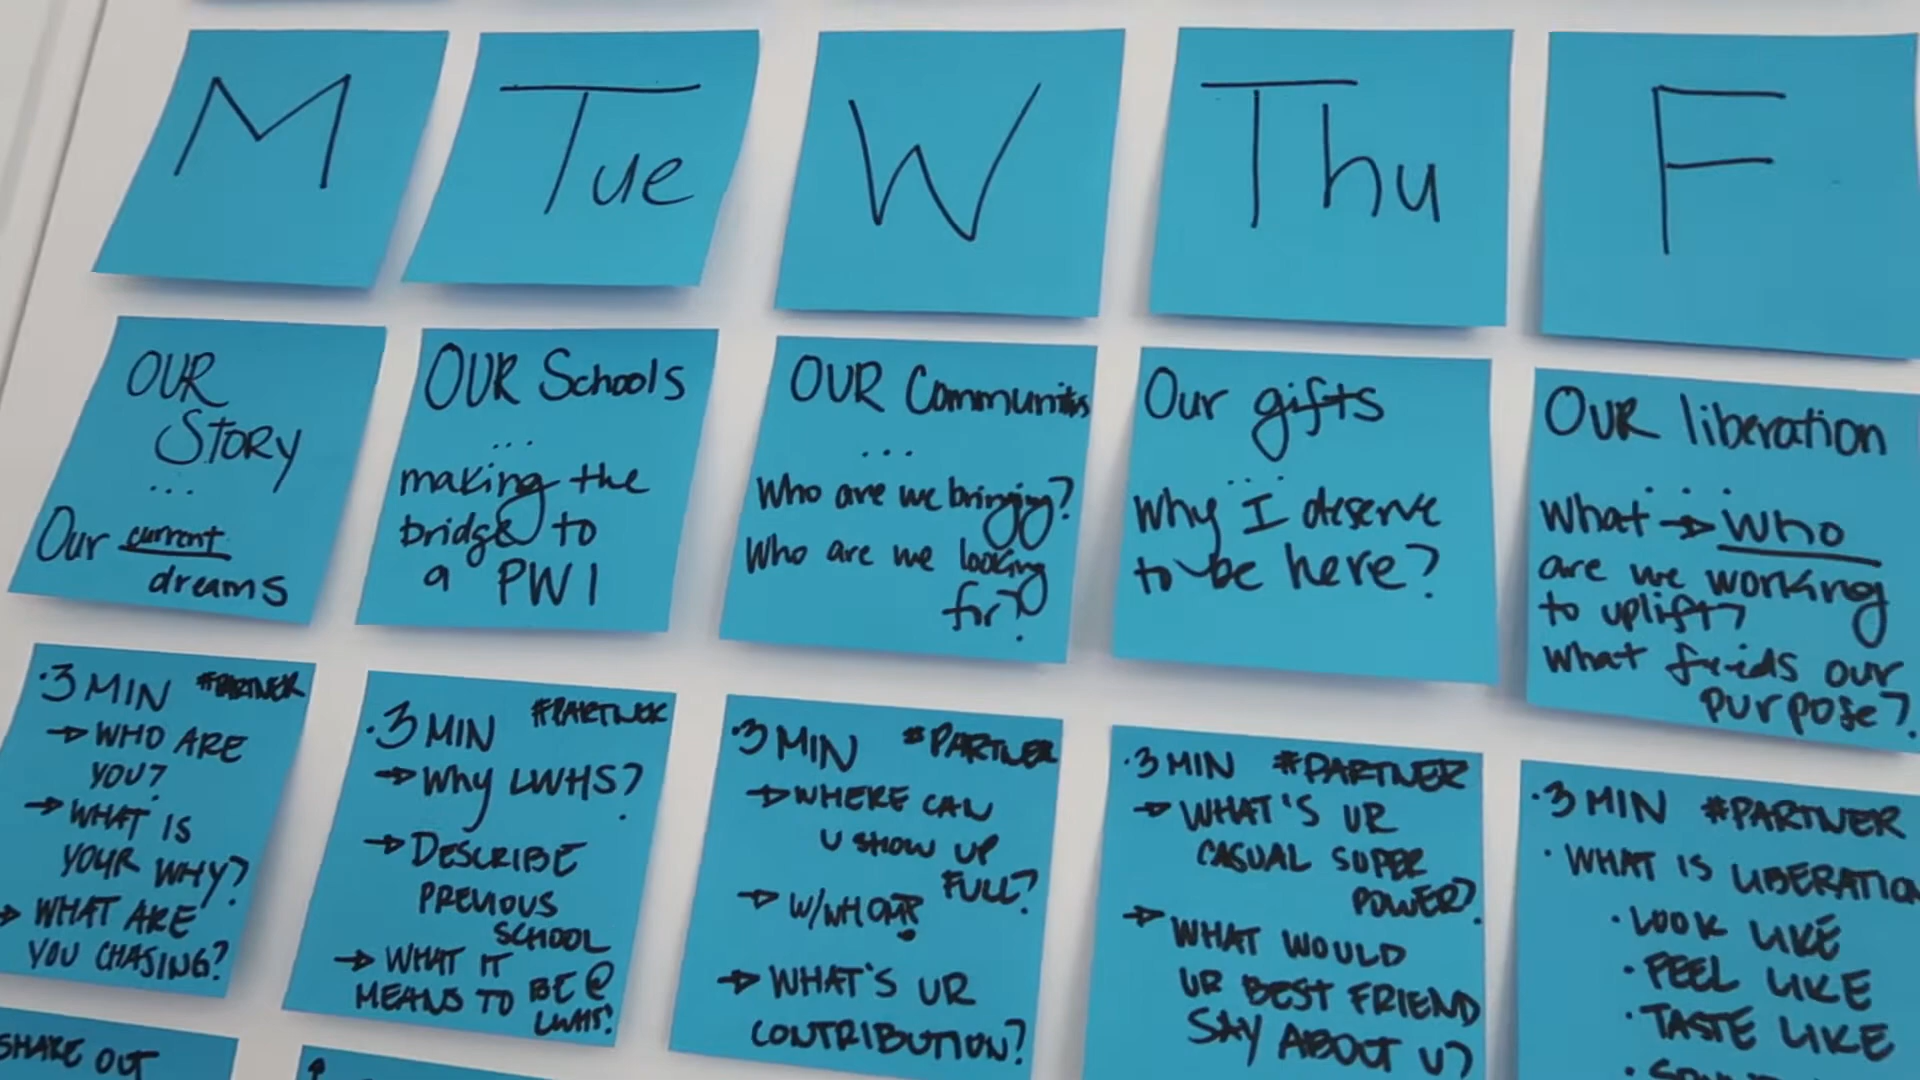 M
Tue
W
Thu
F
OUR
STORY
...
Our current
dreams
OUR Schools
...
making the
bridge to
a PWI
OUR Communities
...
Who are we bringing?
Who are we looking
for?
Our gifts
...
Why I deserve
to be here?
OUR liberation
...
What → Who
are we working
to uplift?
What our
purpose?
· 3 MIN #PARTNER
→ WHO ARE
YOU?
→ WHAT IS
YOUR WHY?
→ WHAT ARE
YOU CHASING?
· 3 MIN #PARTNER
→ Why LWHS?
→ DESCRIBE
PREVIOUS
SCHOOL
→ WHAT IT
MEANS TO BE @
LWHS?
· 3 MIN #PARTNER
→ WHERE CAN
U SHOW UP
FULL?
→ W/WHOM?
→ WHAT'S UR
CONTRIBUTION?
· 3 MIN #PARTNER
→ WHAT'S UR
CASUAL SUPER
POWER?
→ WHAT WOULD
UR BEST FRIEND
SAY ABOUT U?
· 3 MIN #PARTNER
· WHAT IS LIBERATION
· LOOK LIKE
· FEEL LIKE
· TASTE LIKE
SHARE OUT